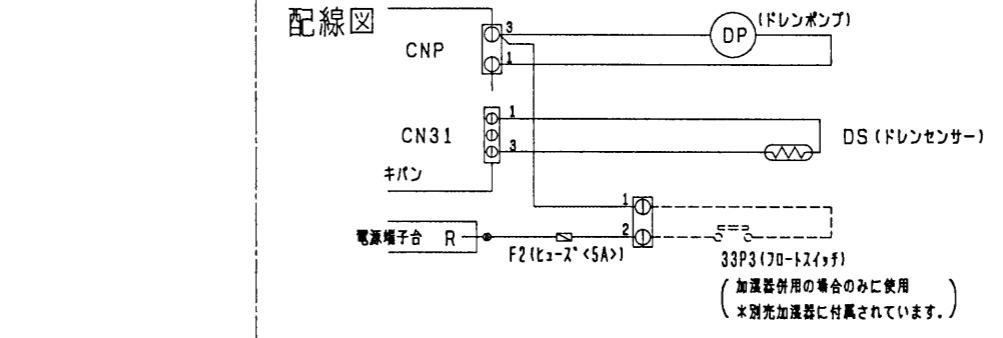 配線図
(ドレンポンプ)
3
DP
CNP
1
1
CN31
DS(ドレンセンサー)
3
キバン
1
電源端子台 R
2
F2(ヒューズ<5A>)
33P3(フロートスイッチ)
(加湿器併用の場合のみに使用
*別売加湿器に付属されています.)